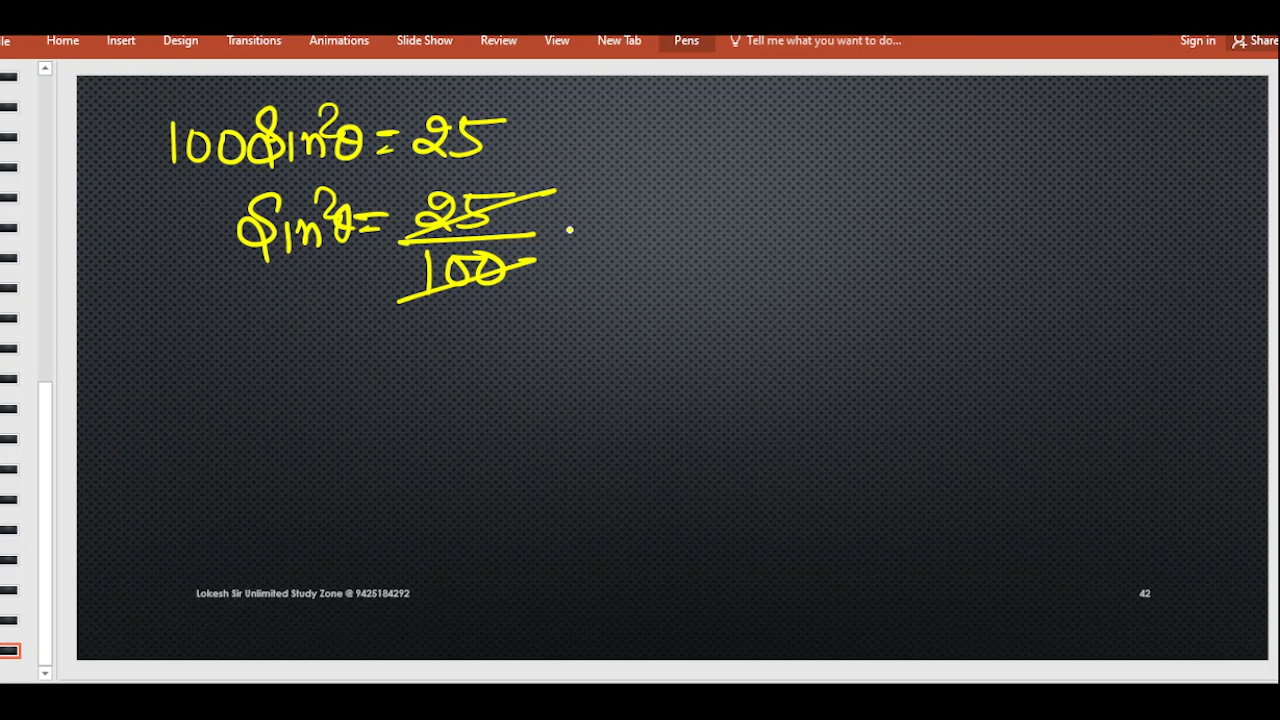 le Home Insert Design Transitions Animations Slide Show Review View New Tab Pens Tell me what you want to do... Sign in Share
100Sin²θ = 25
Sin²θ = 25/100
Lokesh Sir Unlimited Study Zone @ 9425184292
42